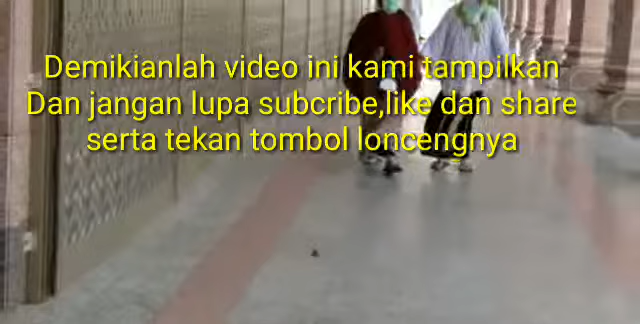 Demikianlah video ini kami tampilkan
Dan jangan lupa subcribe,like dan share
serta tekan tombol loncengnya